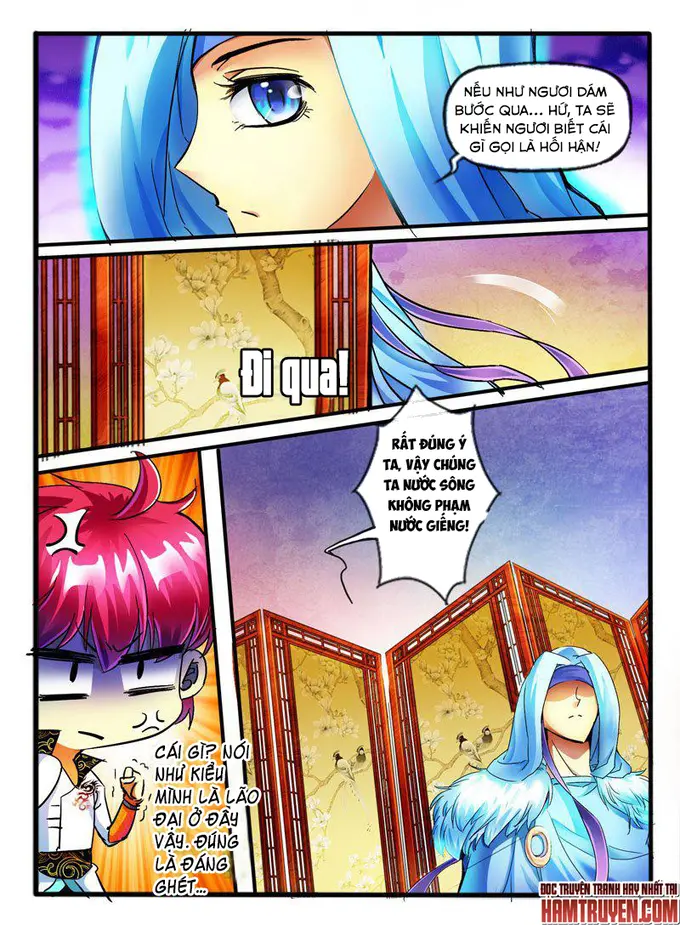 NẾU NHƯ NGƯƠI DÁM
BƯỚC QUA... HỨ, TA SẼ
KHIẾN NGƯƠI BIẾT CÁI
GÌ GỌI LÀ HỐI HẬN!
Đi qua!
RẤT ĐÚNG Ý
TA, VẬY CHÚNG
TA NƯỚC SÔNG
KHÔNG PHẠM
NƯỚC GIẾNG!
CÁI GÌ? NÓI
NHƯ KIỂU
MÌNH LÀ LÃO
ĐẠI Ở ĐÂY
VẬY. ĐÚNG
LÀ ĐÁNG
GHÉT...
ĐỌC TRUYỆN TRANH HAY NHẤT TẠI
HAMTRUYEN.COM